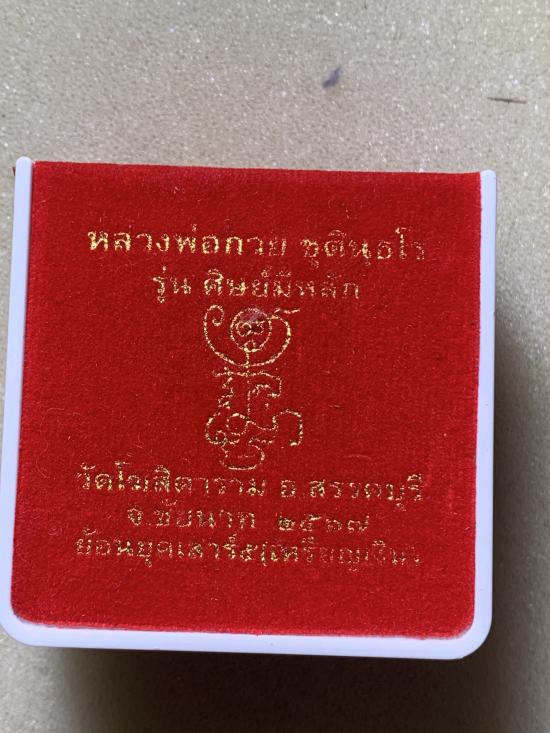 หลวงพ่อกวย ชุตินฺธโร
รุ่น ศิษย์มีหลัก
วัดโฆสิตาราม อ.สรรคบุรี
จ.ชัยนาท ๒๕๖๗
ย้อนยุคเสาร์๕(เหรียญเงิน)